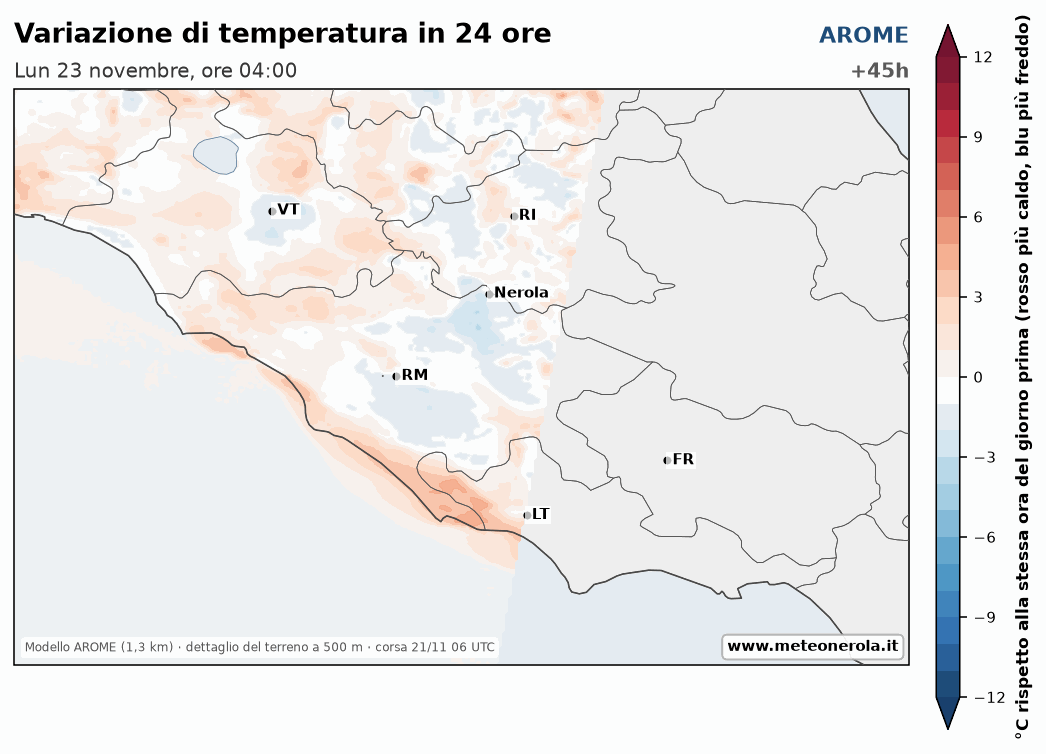 Variazione di temperatura in 24 ore
AROME
Lun 23 novembre, ore 04:00
+45h
VT
RI
Nerola
RM
FR
LT
Modello AROME (1,3 km) · dettaglio del terreno a 500 m · corsa 21/11 06 UTC
www.meteonerola.it
12
9
6
3
0
−3
−6
−9
−12
°C rispetto alla stessa ora del giorno prima (rosso più caldo, blu più freddo)